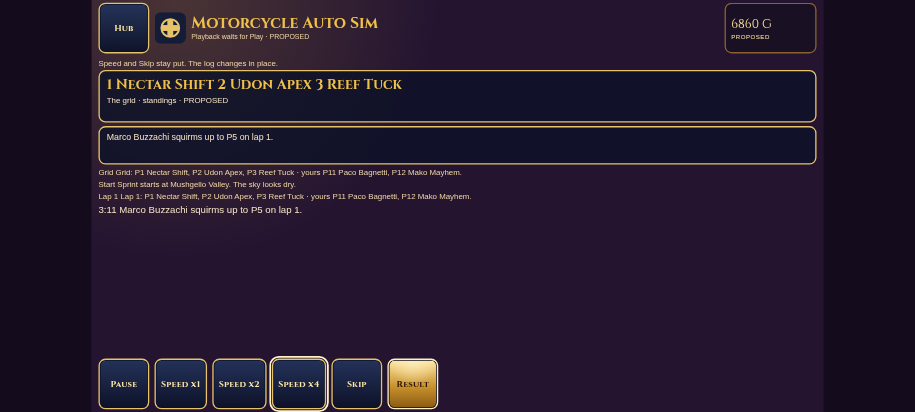 Hub
Motorcycle Auto Sim
Playback waits for Play · PROPOSED
6860 G
PROPOSED
Speed and Skip stay put. The log changes in place.
1 Nectar Shift 2 Udon Apex 3 Reef Tuck
The grid · standings · PROPOSED
Marco Buzzachi squirms up to P5 on lap 1.
Grid Grid: P1 Nectar Shift, P2 Udon Apex, P3 Reef Tuck · yours P11 Paco Bagnetti, P12 Mako Mayhem.
Start Sprint starts at Mushgello Valley. The sky looks dry.
Lap 1 Lap 1: P1 Nectar Shift, P2 Udon Apex, P3 Reef Tuck · yours P11 Paco Bagnetti, P12 Mako Mayhem.
3:11 Marco Buzzachi squirms up to P5 on lap 1.
Pause
Speed x1
Speed x2
Speed x4
Skip
Result